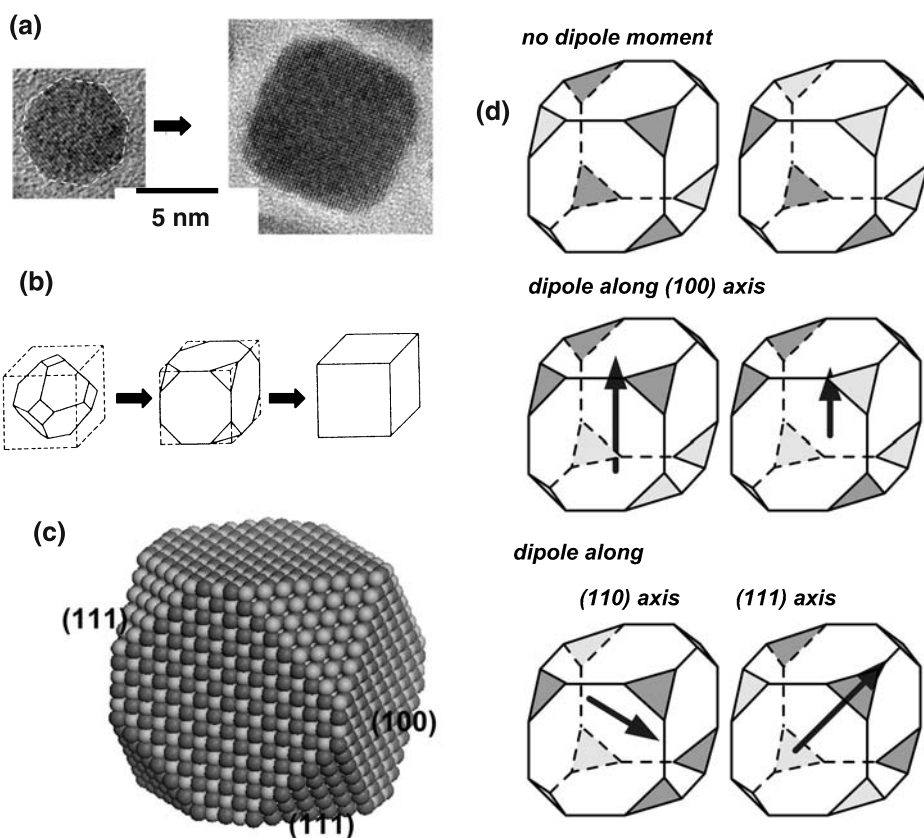 (a)
5 nm
(b)
(c)
(111)
(100)
(111)
(d)
no dipole moment
dipole along (100) axis
dipole along
(110) axis
(111) axis